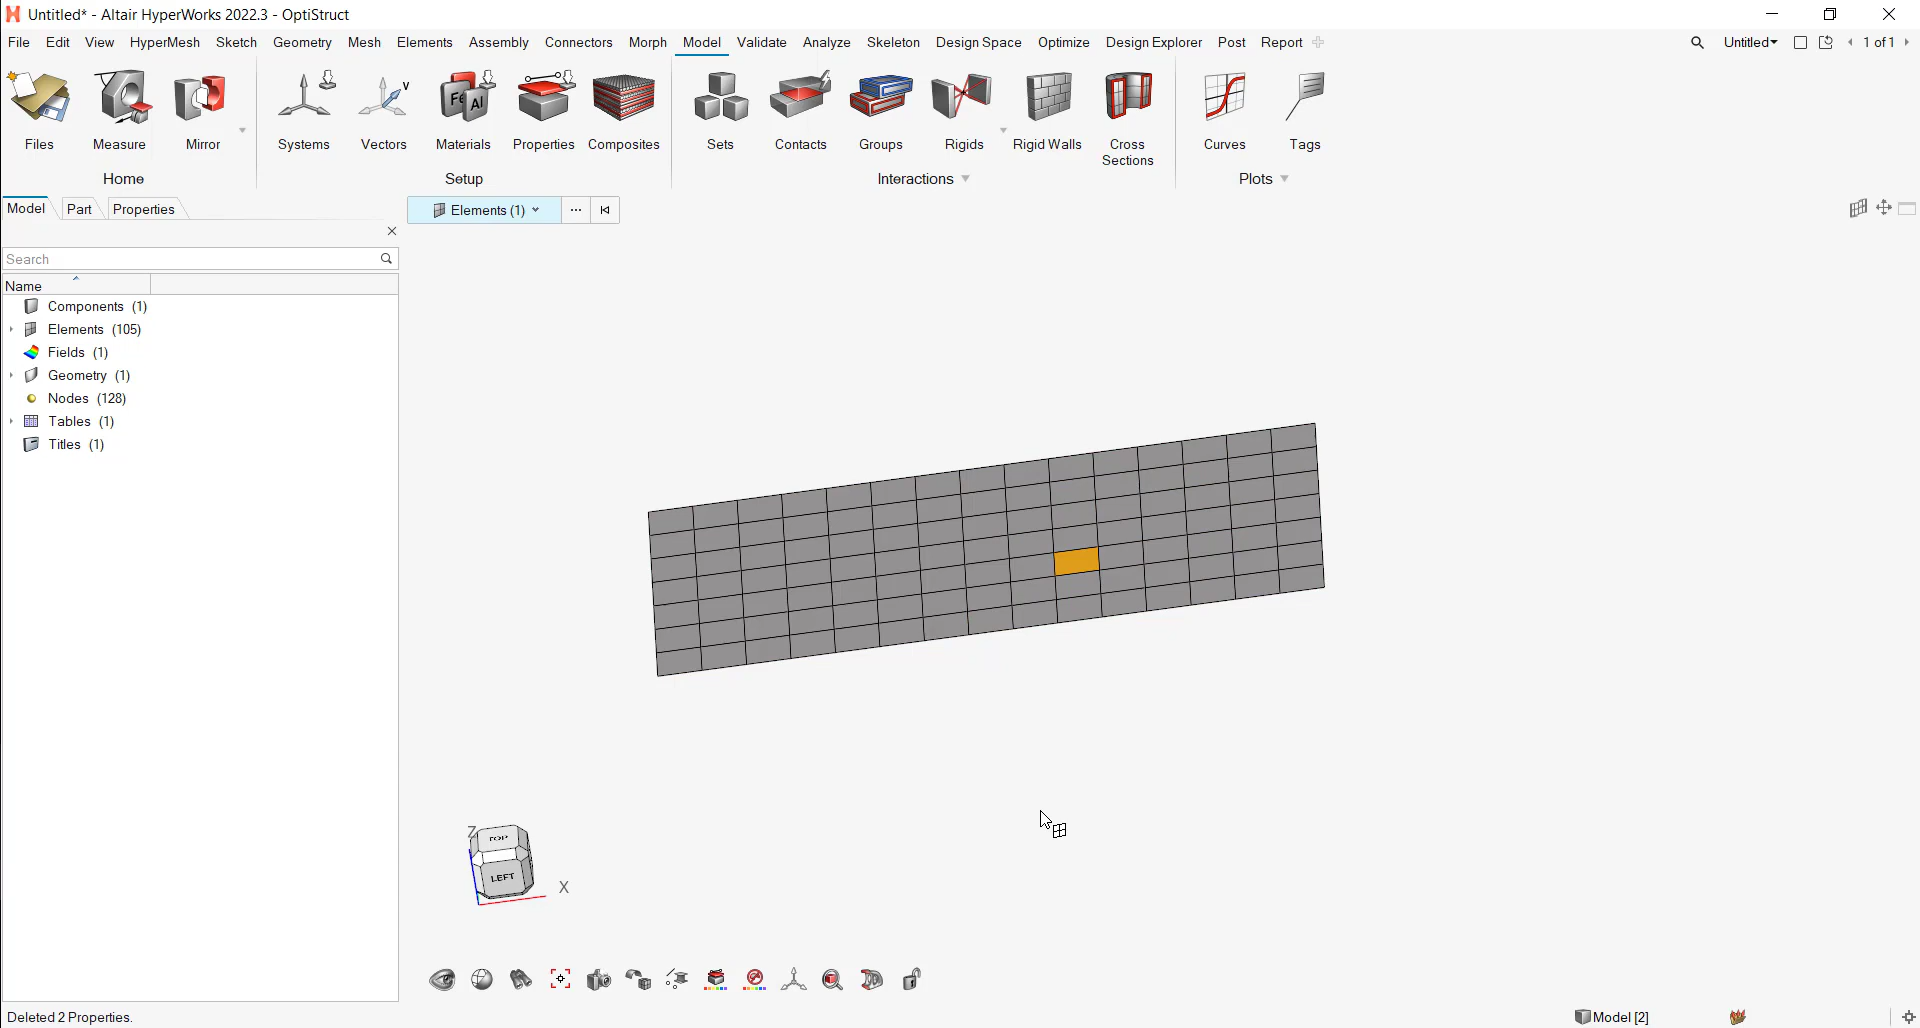 Untitled* - Altair HyperWorks 2022.3 - OptiStruct
File Edit View HyperMesh Sketch Geometry Mesh Elements Assembly Connectors Morph Model Validate Analyze Skeleton Design Space Optimize Design Explorer Post Report Untitled 1 of 1
Files Measure Mirror Systems Vectors Materials Properties Composites Sets Contacts Groups Rigids Rigid Walls Cross Sections Curves Tags
Home Setup Interactions Plots
Model Part Properties
Elements (1) ...
Search
Name
Components (1)
Elements (105)
Fields (1)
Geometry (1)
Nodes (128)
Tables (1)
Titles (1)
Z
TOP
LEFT
X
Deleted 2 Properties.
Model [2]